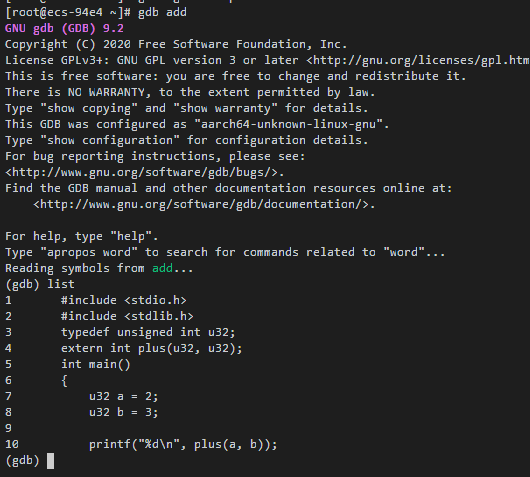 [root@ecs-94e4 ~]# gdb add
GNU gdb (GDB) 9.2
Copyright (C) 2020 Free Software Foundation, Inc.
License GPLv3+: GNU GPL version 3 or later <http://gnu.org/licenses/gpl.htm
This is free software: you are free to change and redistribute it.
There is NO WARRANTY, to the extent permitted by law.
Type "show copying" and "show warranty" for details.
This GDB was configured as "aarch64-unknown-linux-gnu".
Type "show configuration" for configuration details.
For bug reporting instructions, please see:
<http://www.gnu.org/software/gdb/bugs/>.
Find the GDB manual and other documentation resources online at:
    <http://www.gnu.org/software/gdb/documentation/>.

For help, type "help".
Type "apropos word" to search for commands related to "word"...
Reading symbols from add...
(gdb) list
1       #include <stdio.h>
2       #include <stdlib.h>
3       typedef unsigned int u32;
4       extern int plus(u32, u32);
5       int main()
6       {
7           u32 a = 2;
8           u32 b = 3;
9
10          printf("%d\n", plus(a, b));
(gdb)